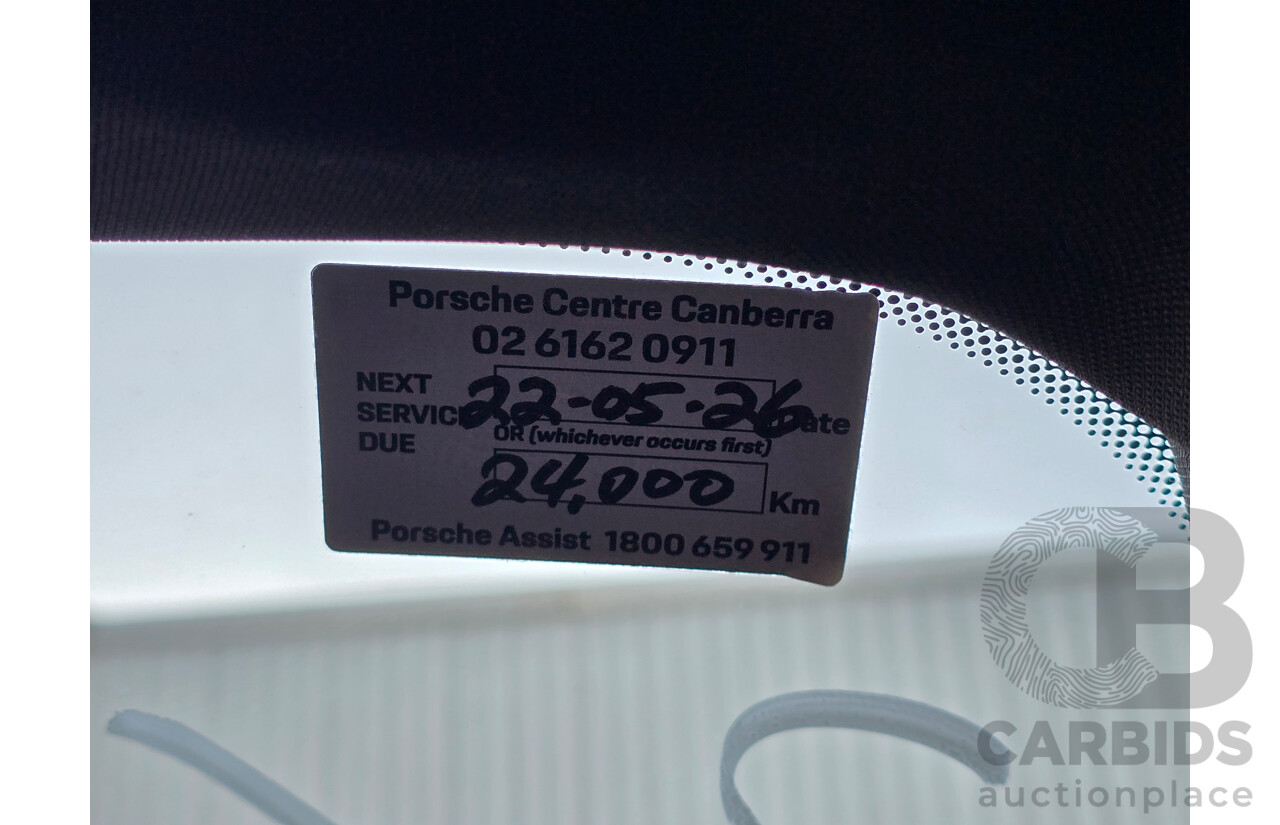 Porsche Centre Canberra
02 6162 0911
NEXT SERVICE DUE
22-05-26 Date
OR (whichever occurs first)
24,000 Km
Porsche Assist 1800 659 911
CB
CARBIDS
auctionplace